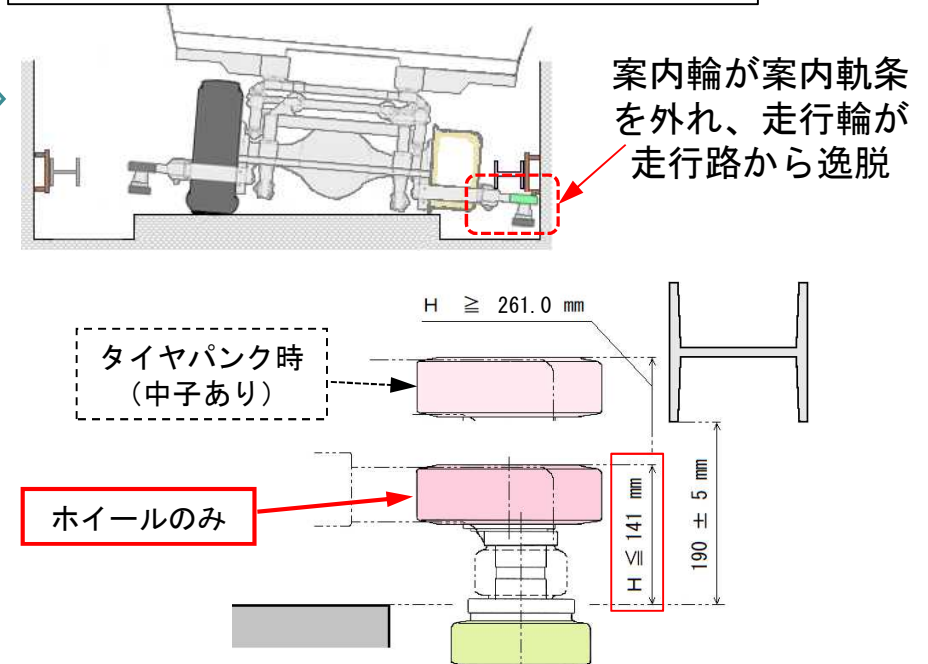 案内輪が案内軌条
を外れ、走行輪が
走行路から逸脱
H ≧ 261.0 mm
タイヤパンク時
（中子あり）
ホイールのみ
H ≦ 141 mm
190 ± 5 mm